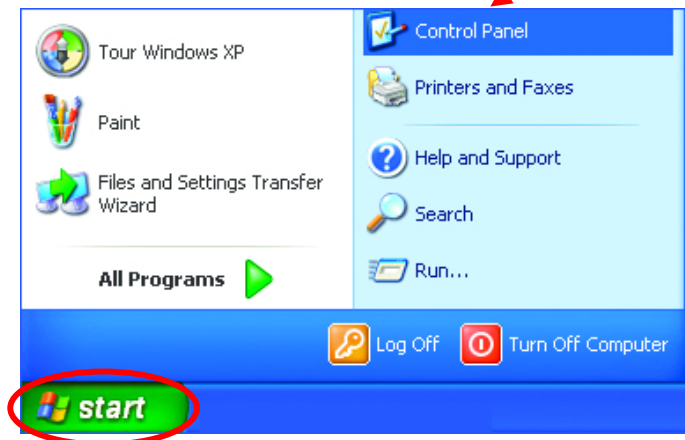 Tour Windows XP
Paint
Files and Settings Transfer
Wizard
All Programs
Control Panel
Printers and Faxes
Help and Support
Search
Run...
Log Off
Turn Off Computer
start